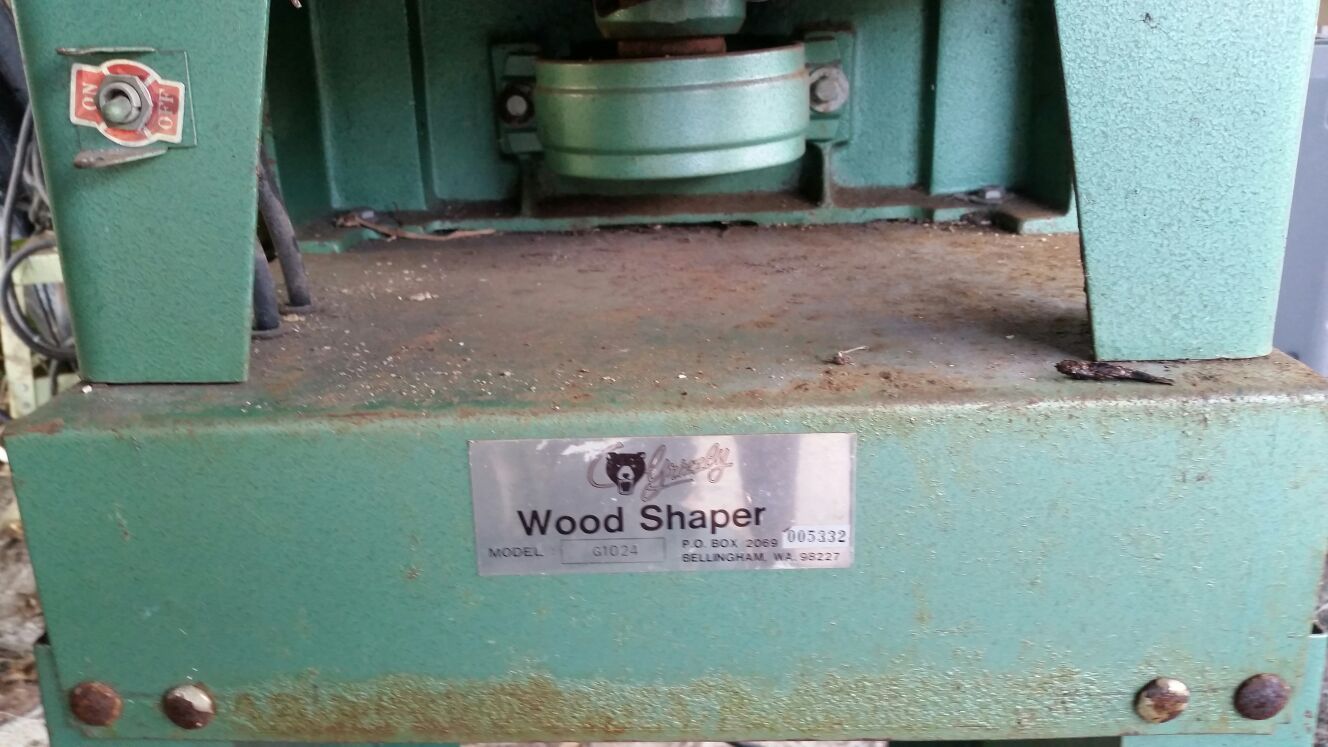 ON
OFF
Grizzly
Wood Shaper
MODEL : G1024
P.O. BOX 2069 005332
BELLINGHAM, WA. 98227